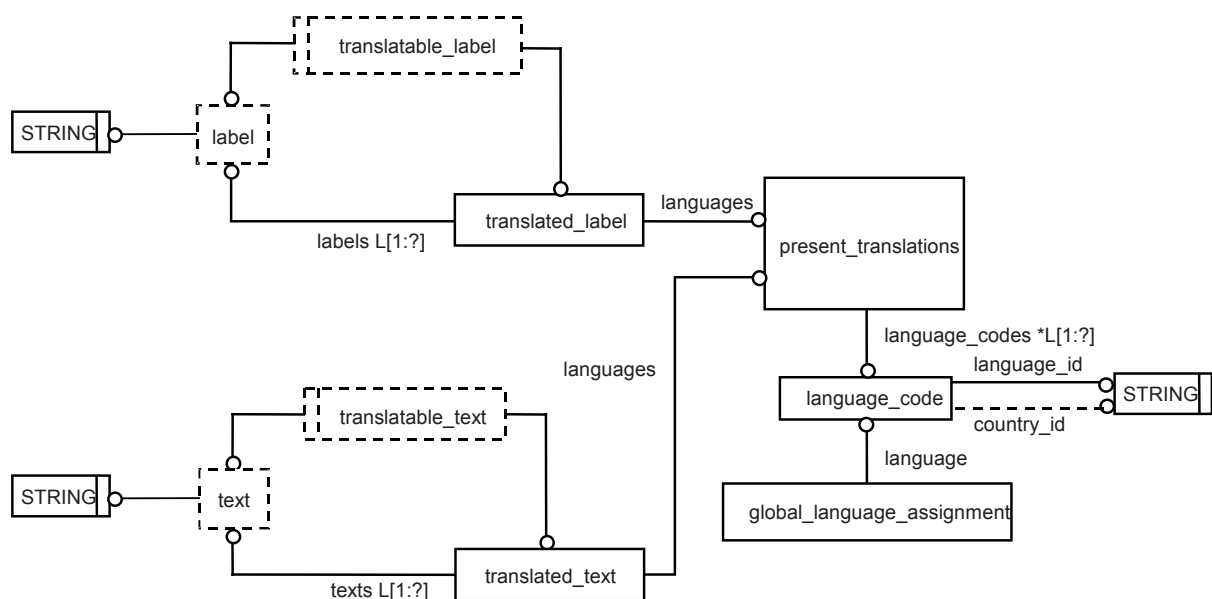 translatable_label
STRING
label
translated_label
languages
labels L[1:?]
present_translations
language_codes *L[1:?]
languages
language_id
language_code
STRING
country_id
translatable_text
language
STRING
text
global_language_assignment
translated_text
texts L[1:?]